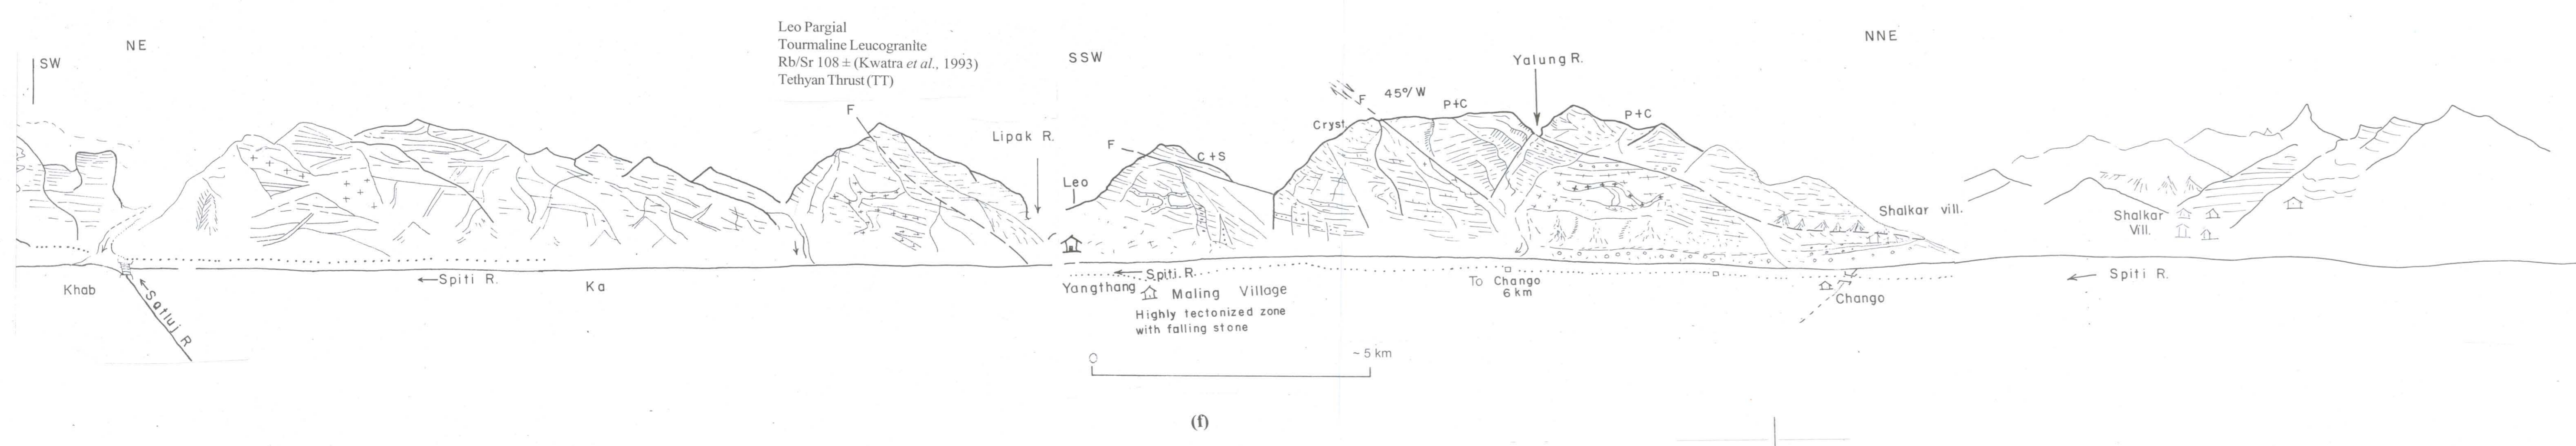 SW
NE
Leo Pargial
Tourmaline Leucogranite
Rb/Sr 108 ± (Kwatra et al., 1993)
Tethyan Thrust (TT)
F
Lipak R.
Khab
Satluj R
←Spiti R.
Ka
SSW
NNE
Leo
F
C+S
Cryst.
F
45°/W
P+C
Yalung R.
P+C
Shalkar vill.
Shalkar
Vill.
Yangthang
←Spiti. R.
Maling Village
Highly tectonized zone
with falling stone
To Chango
6 km
Chango
← Spiti R.
0
~ 5 km
(f)